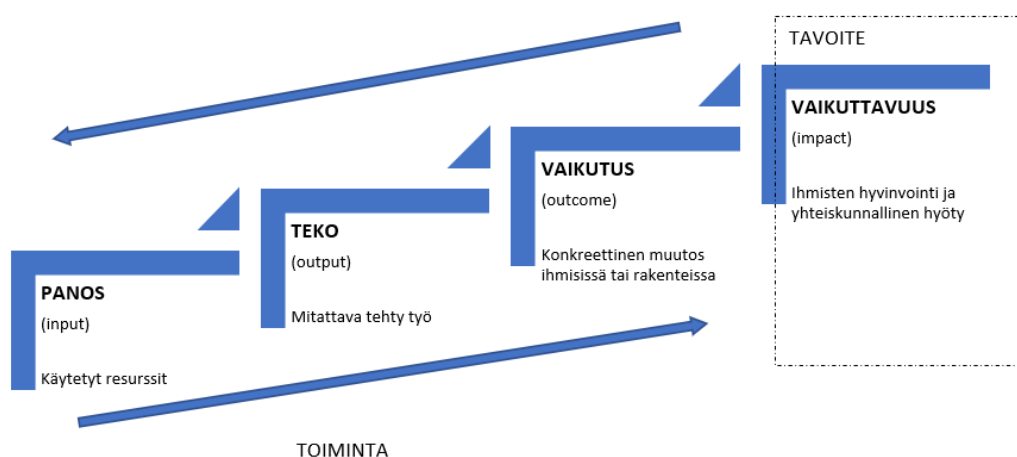 TAVOITE
VAIKUTTAVUUS
(impact)
Ihmisten hyvinvointi ja
yhteiskunnallinen hyöty
VAIKUTUS
(outcome)
Konkreettinen muutos
ihmisissä tai rakenteissa
TEKO
(output)
Mitattava tehty työ
PANOS
(input)
Käytetyt resurssit
TOIMINTA